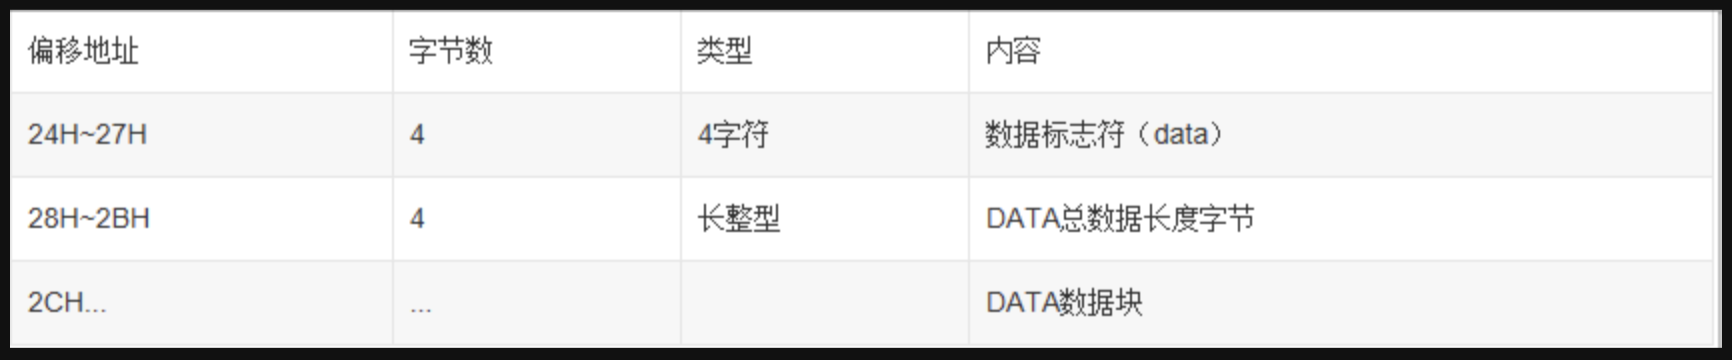 偏移地址 字节数 类型 内容
24H~27H 4 4字符 数据标志符（data）
28H~2BH 4 长整型 DATA总数据长度字节
2CH... ... DATA数据块